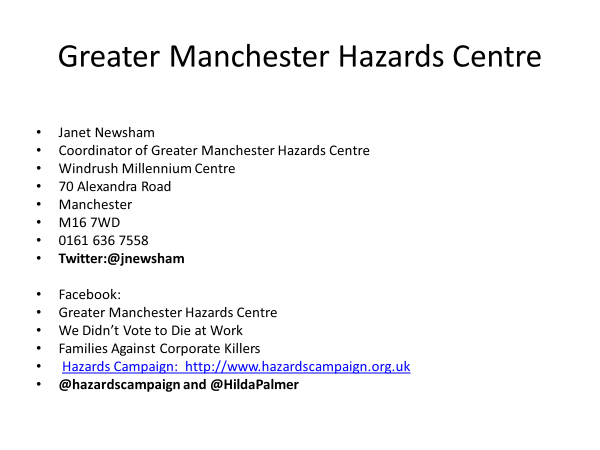 Greater Manchester Hazards Centre
• Janet Newsham
• Coordinator of Greater Manchester Hazards Centre
• Windrush Millennium Centre
• 70 Alexandra Road
• Manchester
• M16 7WD
• 0161 636 7558
• Twitter:@jnewsham
• Facebook:
• Greater Manchester Hazards Centre
• We Didn’t Vote to Die at Work
• Families Against Corporate Killers
• Hazards Campaign: http://www.hazardscampaign.org.uk
• @hazardscampaign and @HildaPalmer